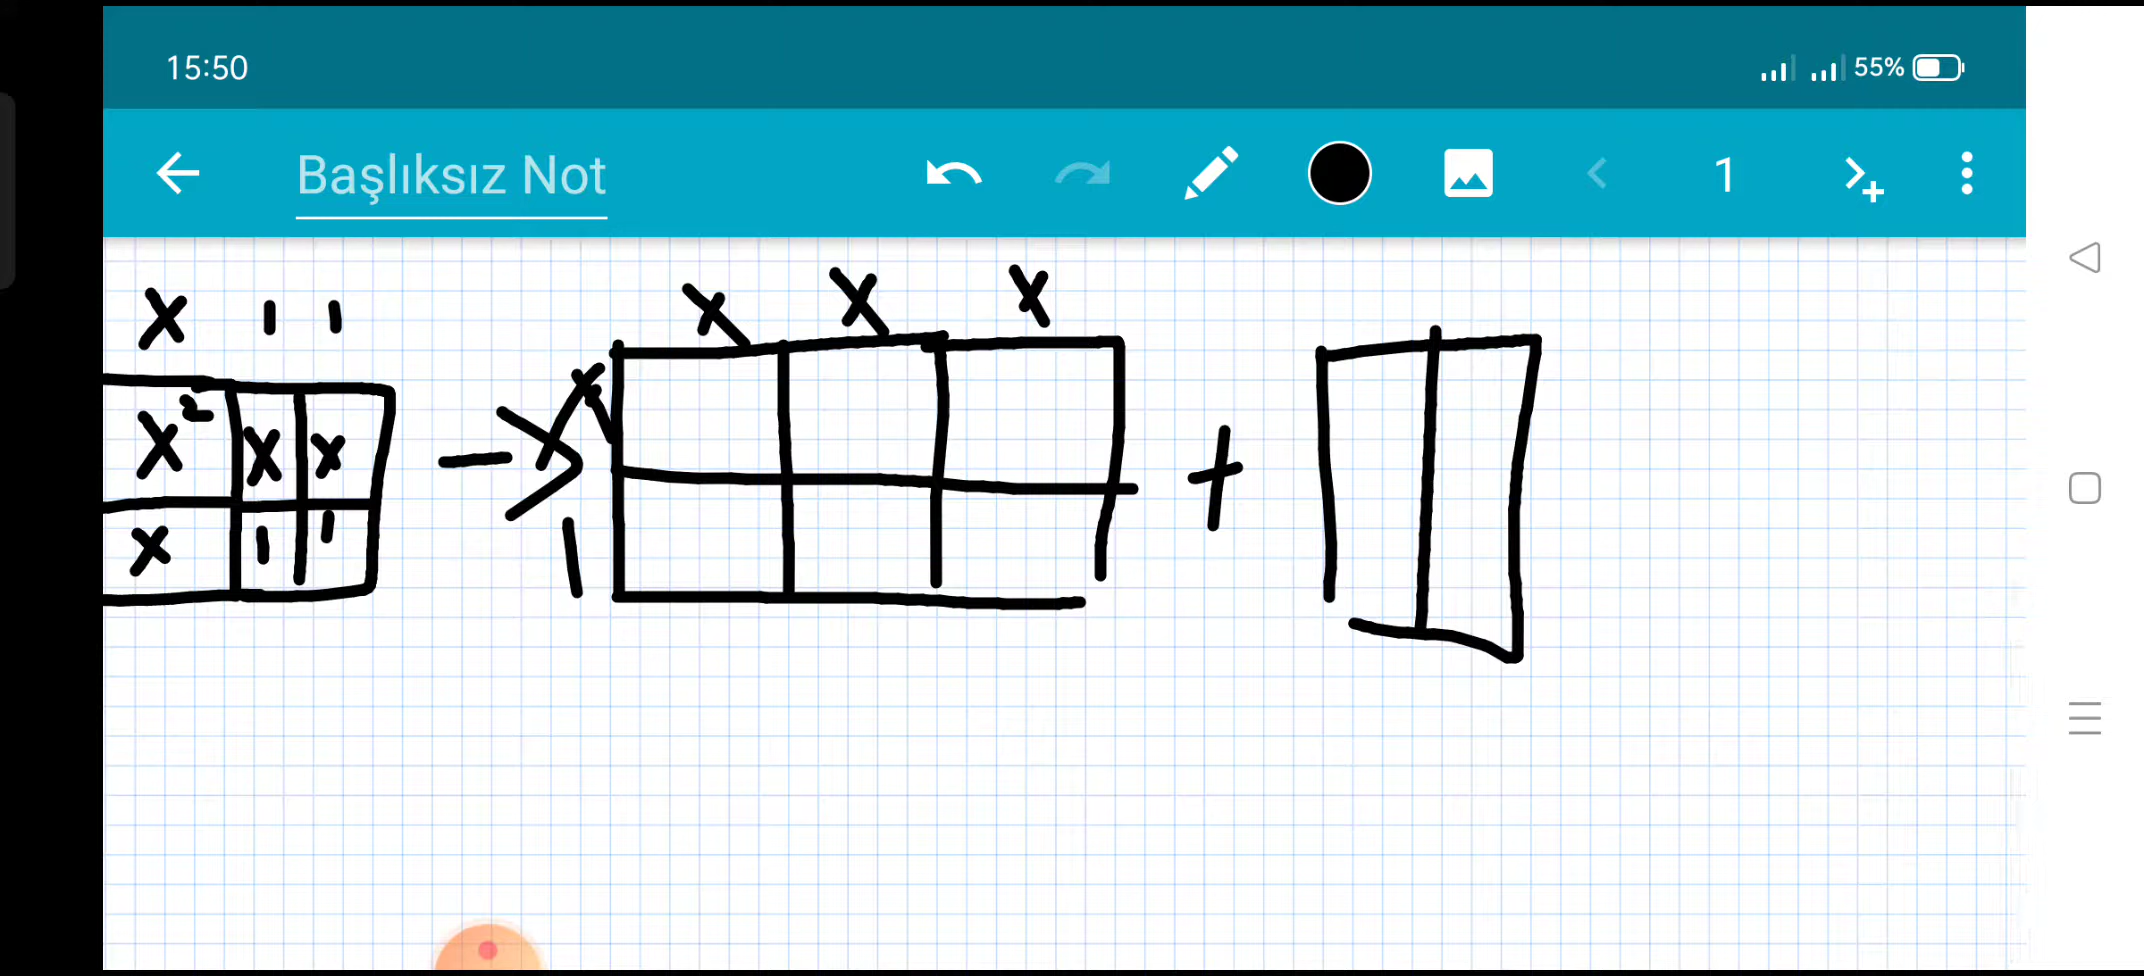 15:50 55%
Başlıksız Not 1
X 1 1 X X X
X² X X → X +
X 1 1 1